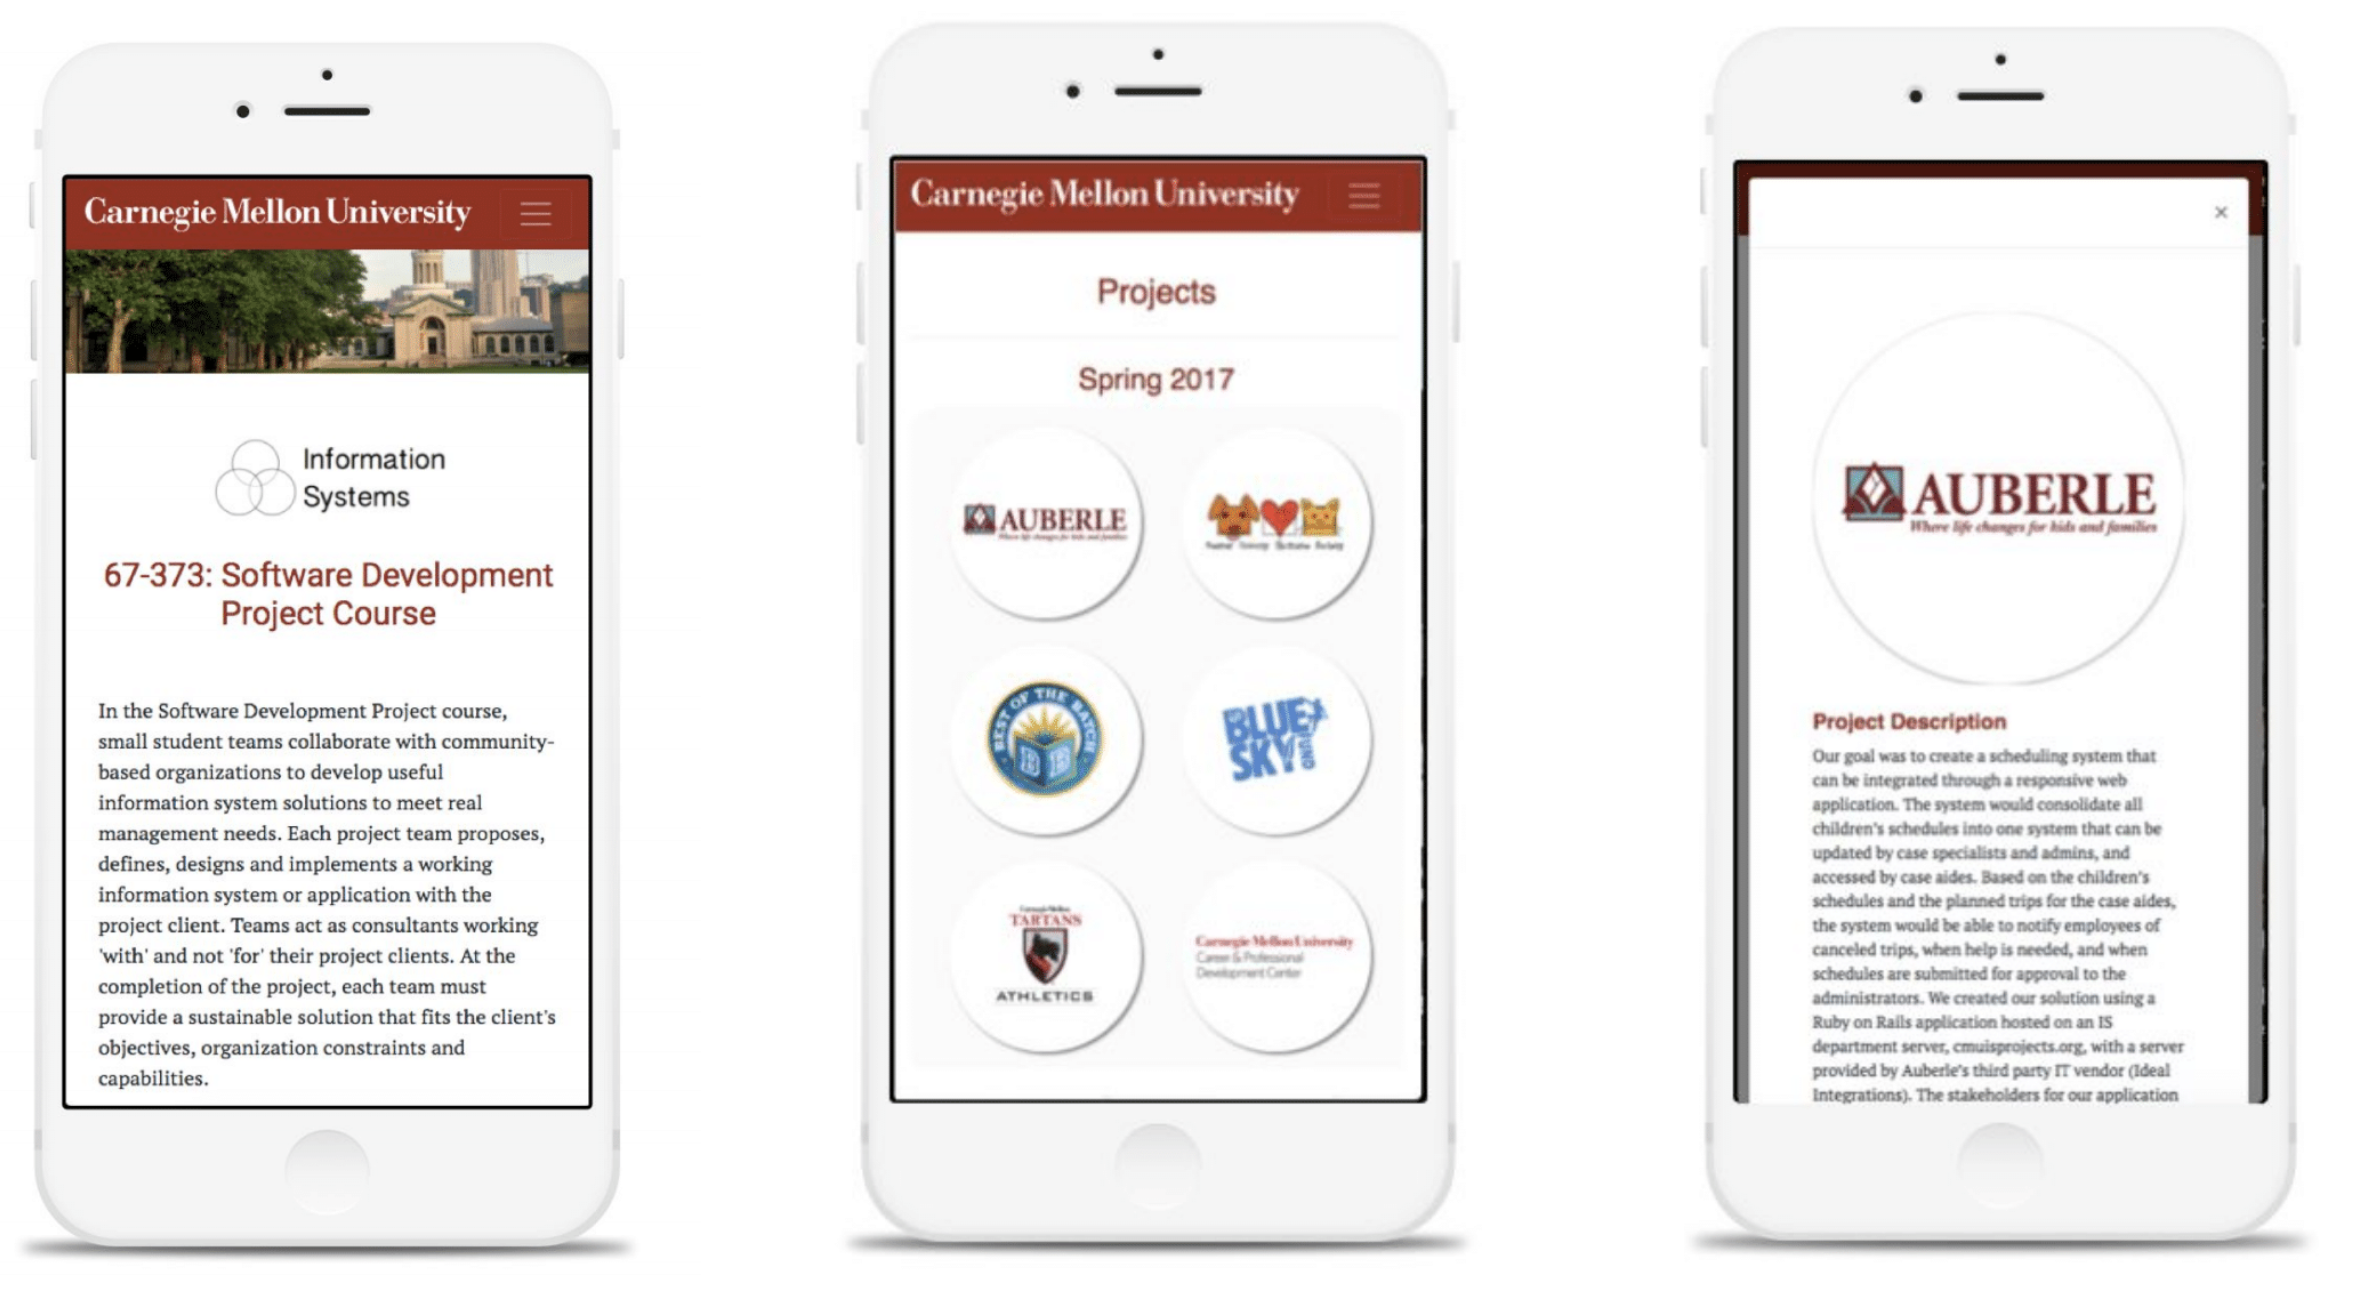 Carnegie Mellon University
Information
Systems
67-373: Software Development
Project Course
In the Software Development Project course,
small student teams collaborate with community-
based organizations to develop useful
information system solutions to meet real
management needs. Each project team proposes,
defines, designs and implements a working
information system or application with the
project client. Teams act as consultants working
'with' and not 'for' their project clients. At the
completion of the project, each team must
provide a sustainable solution that fits the client's
objectives, organization constraints and
capabilities.
Carnegie Mellon University
Projects
Spring 2017
AUBERLE
Where life changes for kids and families
Humane Society
BEST OF THE BATCH
BLUE
SKY
FUND
Carnegie Mellon
TARTANS
ATHLETICS
Carnegie Mellon University
Career & Professional
Development Center
×
AUBERLE
Where life changes for kids and families
Project Description
Our goal was to create a scheduling system that
can be integrated through a responsive web
application. The system would consolidate all
children's schedules into one system that can be
updated by case specialists and admins, and
accessed by case aides. Based on the children's
schedules and the planned trips for the case aides,
the system would be able to notify employees of
canceled trips, when help is needed, and when
schedules are submitted for approval to the
administrators. We created our solution using a
Ruby on Rails application hosted on an IS
department server, cmuisprojects.org, with a server
provided by Auberle's third party IT vendor (Ideal
Integrations). The stakeholders for our application